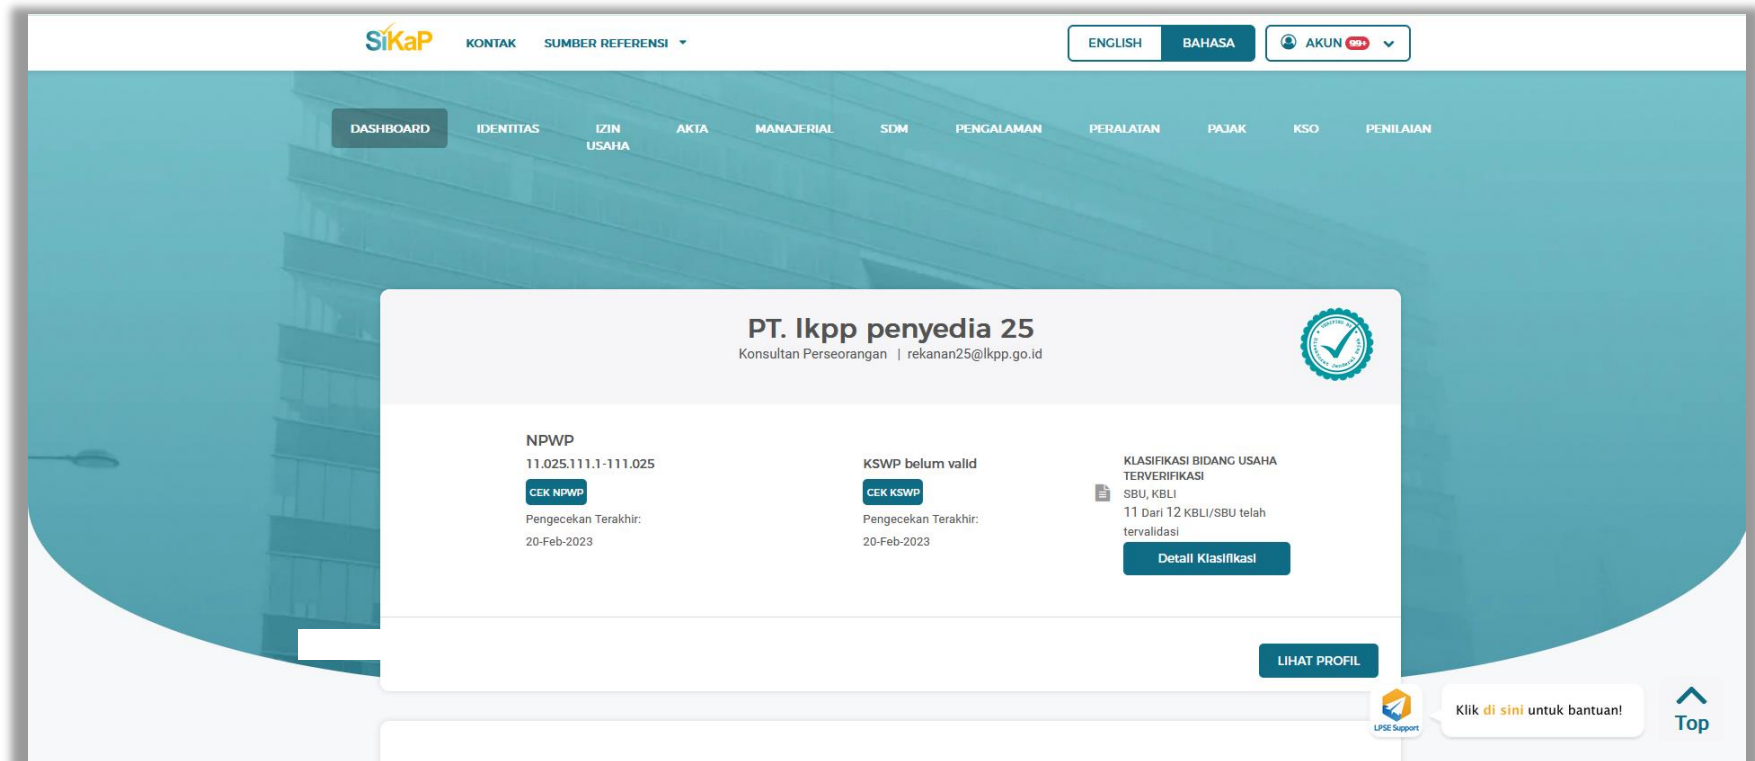 SiKaP
KONTAK
SUMBER REFERENSI
ENGLISH
BAHASA
AKUN 99+
DASHBOARD
IDENTITAS
IZIN
USAHA
AKTA
MANAJERIAL
SDM
PENGALAMAN
PERALATAN
PAJAK
KSO
PENILAIAN
PT. lkpp penyedia 25
Konsultan Perseorangan | rekanan25@lkpp.go.id
NPWP
11.025.111.1-111.025
CEK NPWP
Pengecekan Terakhir:
20-Feb-2023
KSWP belum valid
CEK KSWP
Pengecekan Terakhir:
20-Feb-2023
KLASIFIKASI BIDANG USAHA
TERVERIFIKASI
SBU, KBLI
11 Dari 12 KBLI/SBU telah
tervalidasi
Detail Klasifikasi
LIHAT PROFIL
LPSE Support
Klik di sini untuk bantuan!
Top